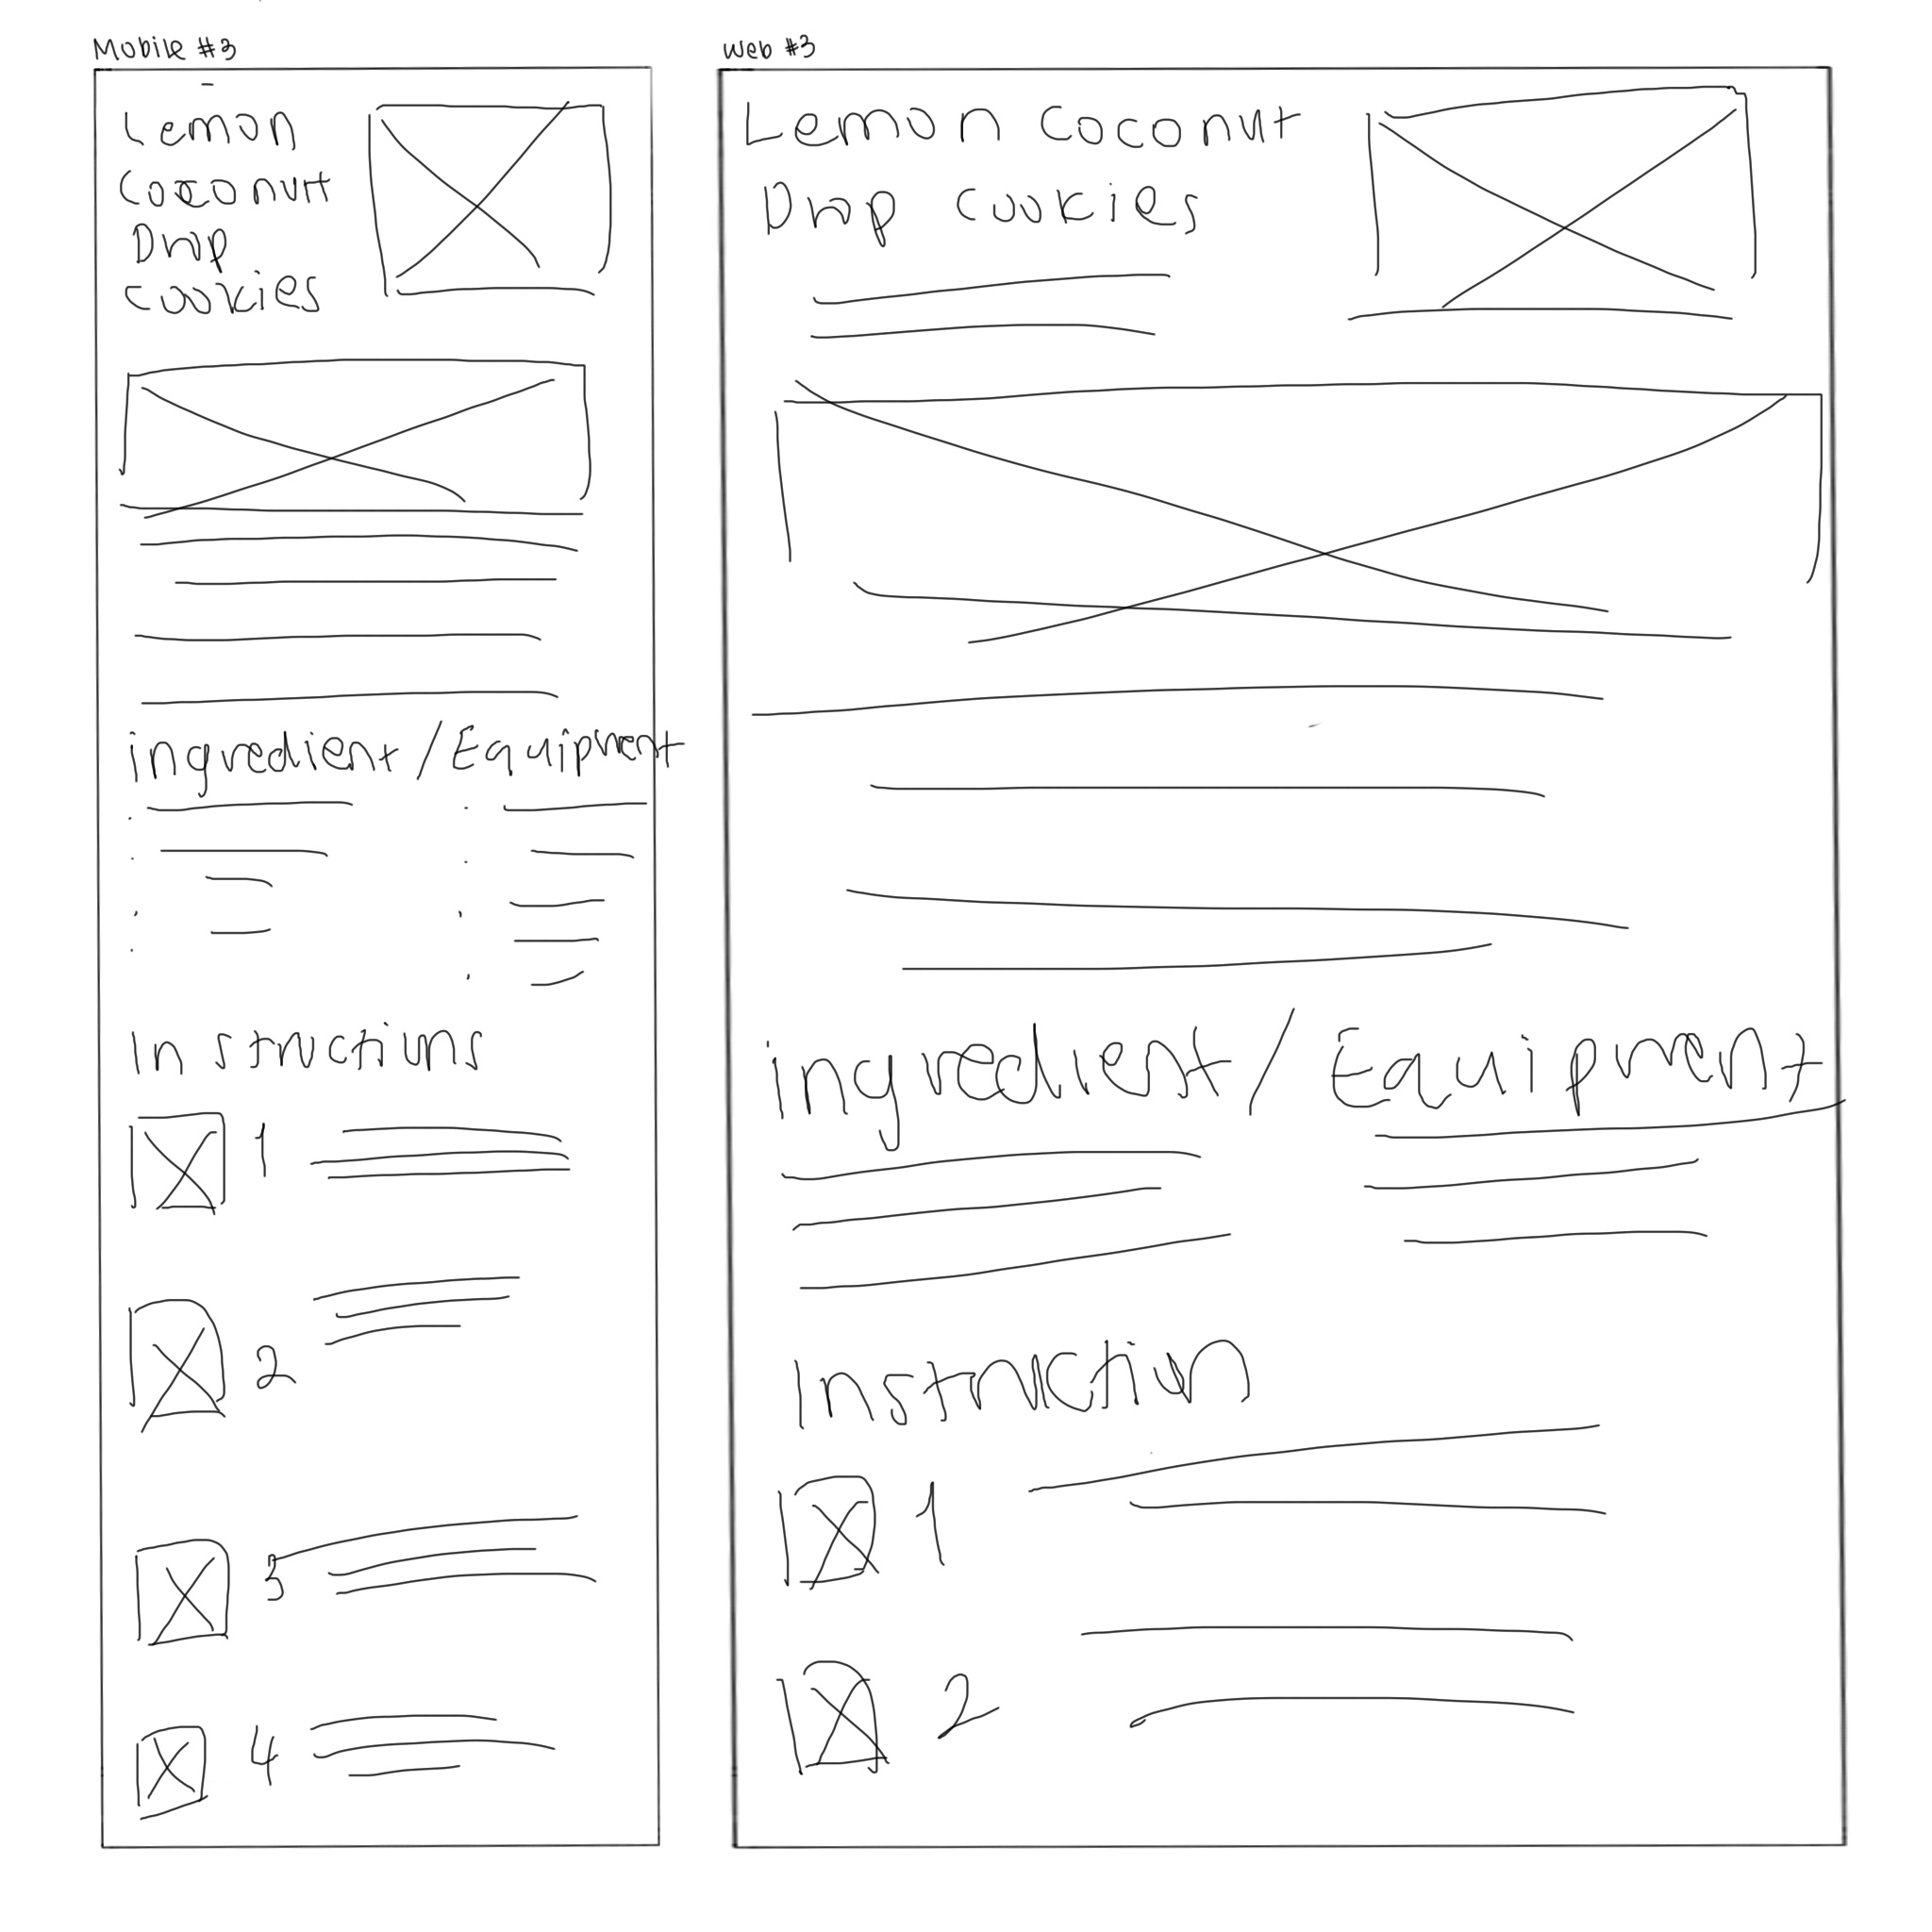 Mobile #3
Lemon
Coconut
Drop
Cookies
ingredient/Equipment
Instructions
1
2
3
4
Web #3
Lemon Coconut
Drop Cookies
ingredient/Equipment
Instruction
1
2